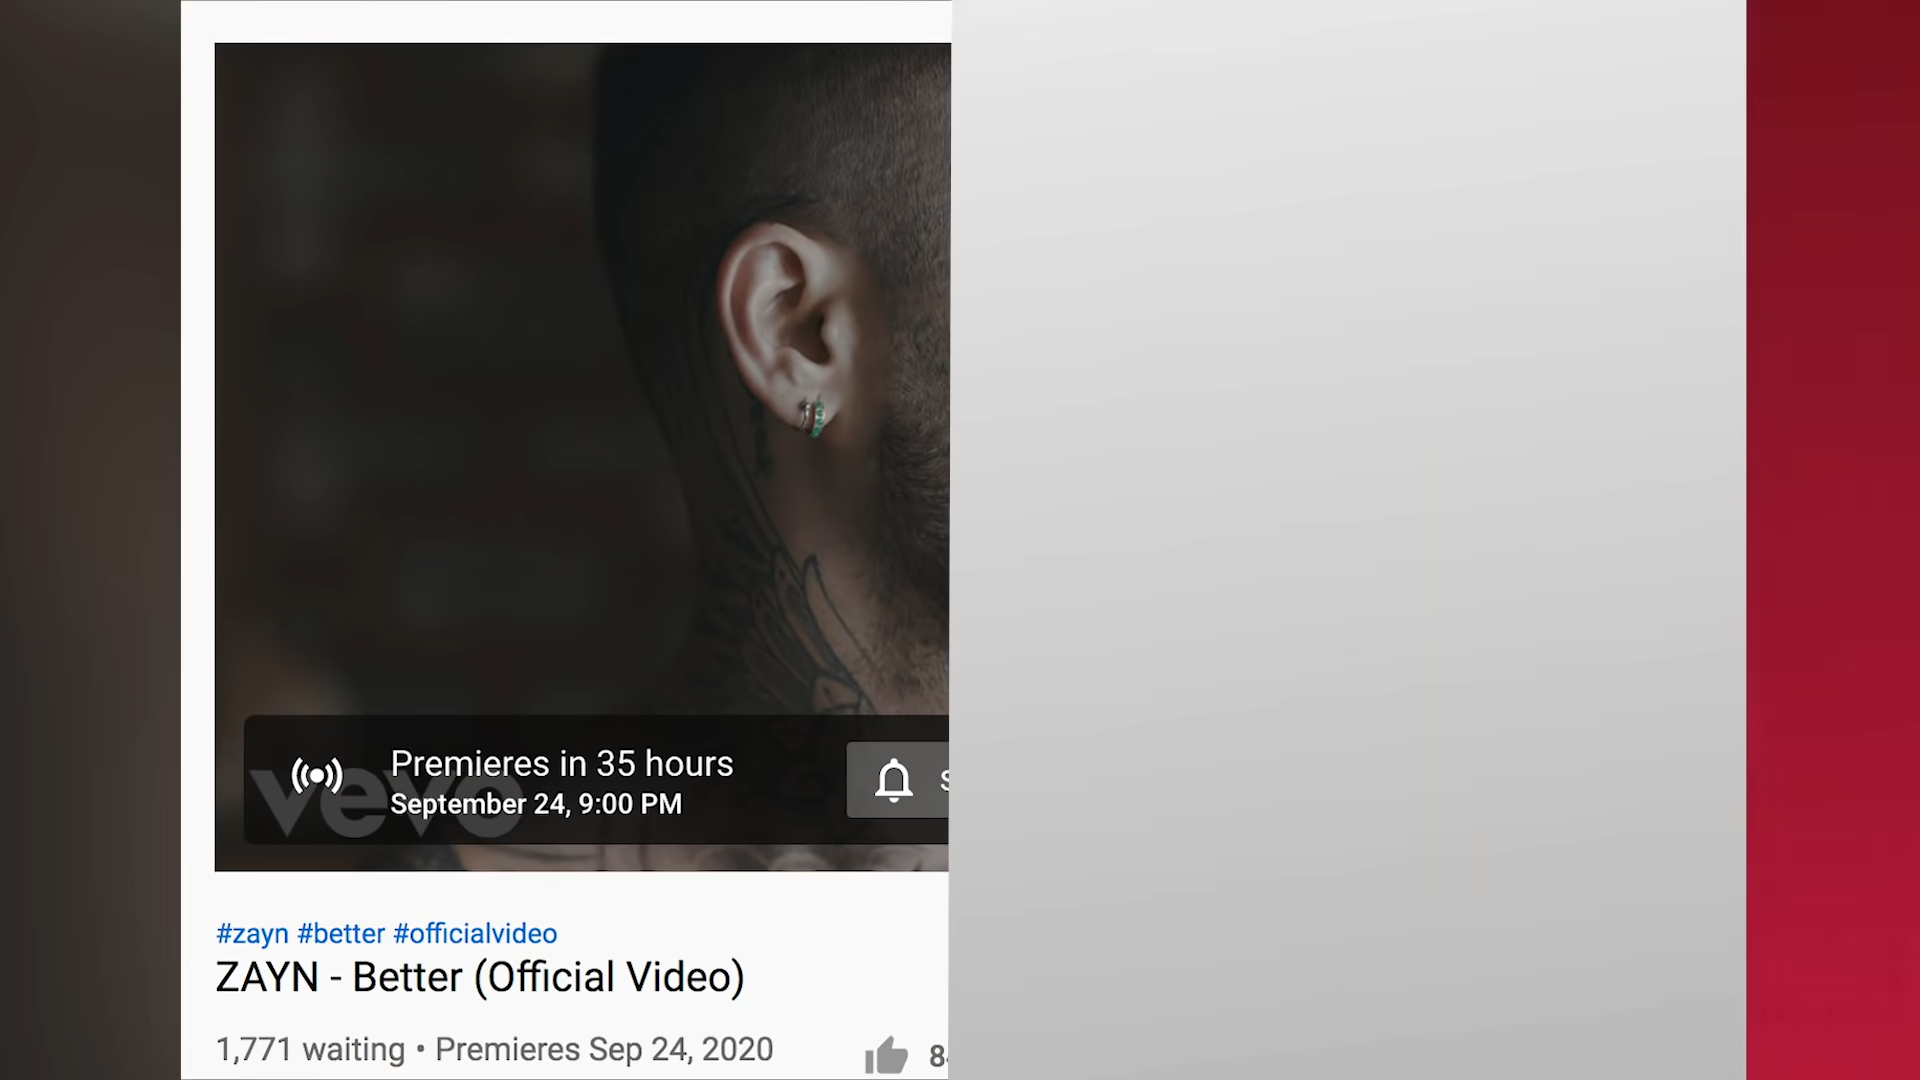 Premieres in 35 hours
September 24, 9:00 PM
vevo
#zayn #better #officialvideo
ZAYN - Better (Official Video)
1,771 waiting • Premieres Sep 24, 2020